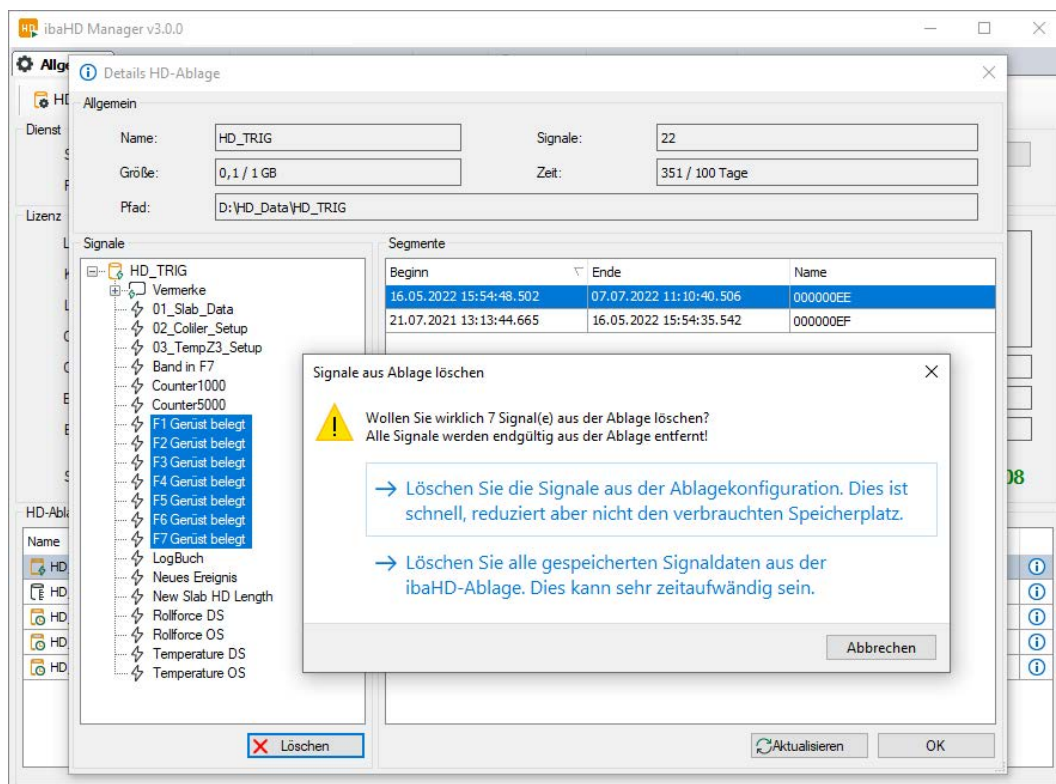 ibaHD Manager v3.0.0
Details HD-Ablage
Allgemein
Name: HD_TRIG Signale: 22
Größe: 0,1 / 1 GB Zeit: 351 / 100 Tage
Pfad: D:\HD_Data\HD_TRIG
Dienst
Lizenz
Signale
HD_TRIG
Vermerke
01_Slab_Data
02_Coliler_Setup
03_TempZ3_Setup
Band in F7
Counter1000
Counter5000
F1 Gerüst belegt
F2 Gerüst belegt
F3 Gerüst belegt
F4 Gerüst belegt
F5 Gerüst belegt
F6 Gerüst belegt
F7 Gerüst belegt
LogBuch
Neues Ereignis
New Slab HD Length
Rollforce DS
Rollforce OS
Temperature DS
Temperature OS
Löschen
Segmente
Beginn Ende Name
16.05.2022 15:54:48.502 07.07.2022 11:10:40.506 000000EE
21.07.2021 13:13:44.665 16.05.2022 15:54:35.542 000000EF
Signale aus Ablage löschen
Wollen Sie wirklich 7 Signal(e) aus der Ablage löschen?
Alle Signale werden endgültig aus der Ablage entfernt!
Löschen Sie die Signale aus der Ablagekonfiguration. Dies ist
schnell, reduziert aber nicht den verbrauchten Speicherplatz.
Löschen Sie alle gespeicherten Signaldaten aus der
ibaHD-Ablage. Dies kann sehr zeitaufwändig sein.
Abbrechen
Aktualisieren OK
Name
HD
HD
HD
HD
HD